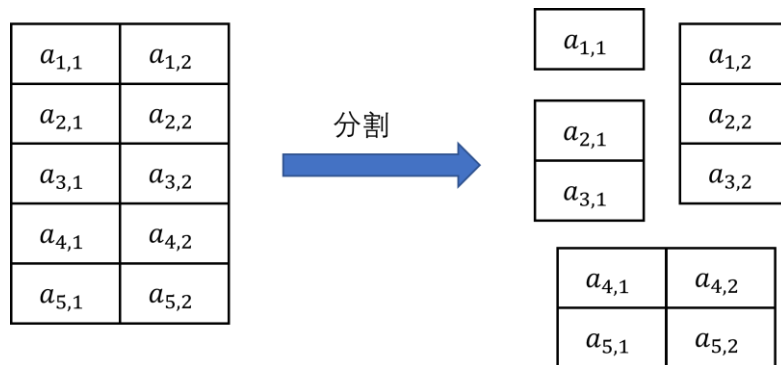 a1,1 a1,2
a2,1 a2,2
a3,1 a3,2
a4,1 a4,2
a5,1 a5,2
分割
a1,1
a2,1
a3,1
a1,2
a2,2
a3,2
a4,1 a4,2
a5,1 a5,2